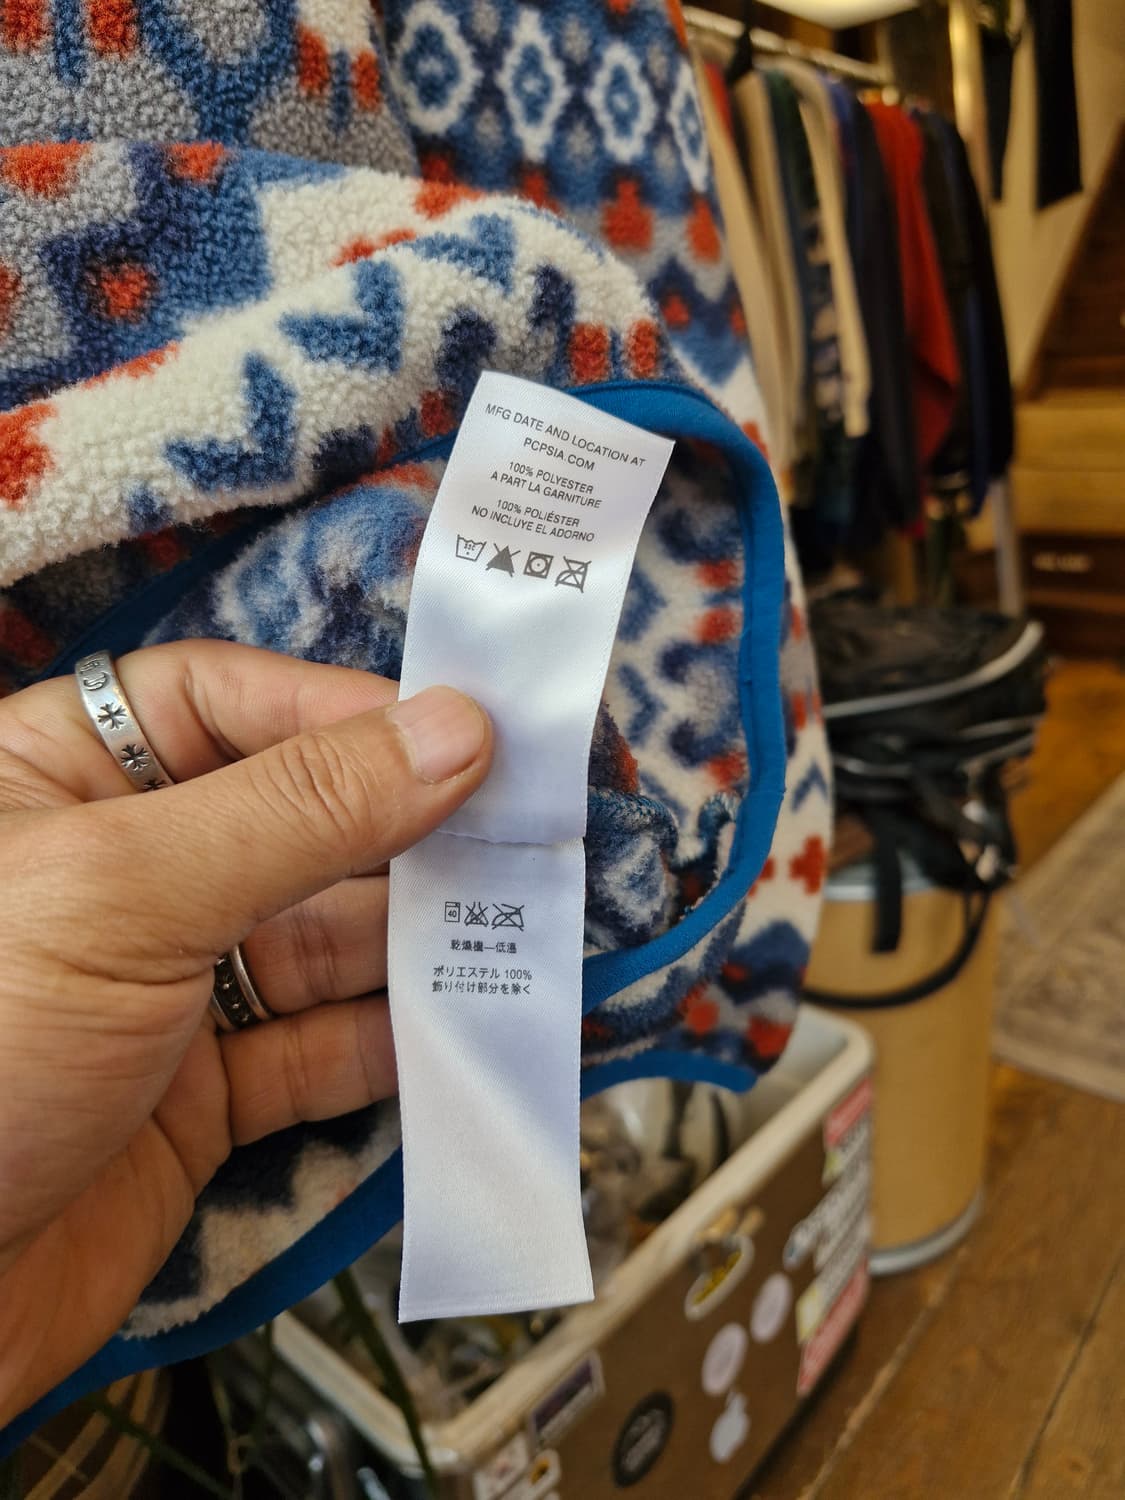 MFG DATE AND LOCATION AT
PCPSIA.COM
100% POLYESTER
A PART LA GARNITURE
100% POLIÉSTER
NO INCLUYE EL ADORNO
40
乾燥機—低温
ポリエステル 100%
飾り付け部分を除く